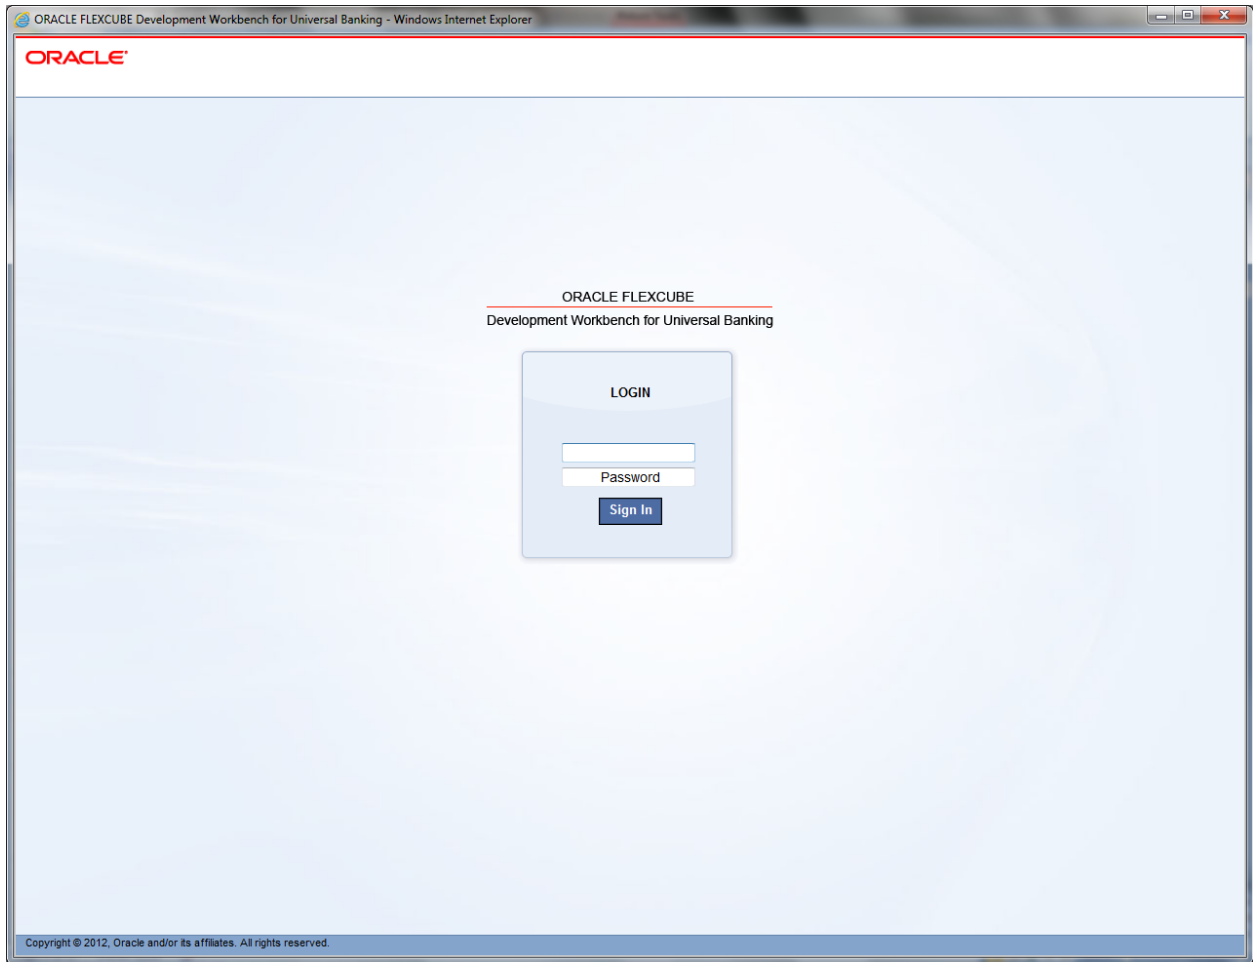 ORACLE FLEXCUBE Development Workbench for Universal Banking - Windows Internet Explorer
ORACLE
ORACLE FLEXCUBE
Development Workbench for Universal Banking
LOGIN
Password
Sign In
Copyright © 2012, Oracle and/or its affiliates. All rights reserved.